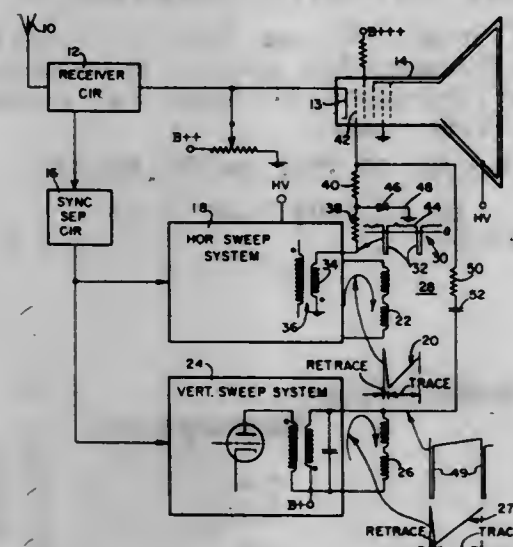 10
B+++
12
RECEIVER
CIR
14
13
42
B++
16
SYNC
SEP
CIR
HV
HV
40
46
48
18
HOR SWEEP
SYSTEM
38
44
0
30
32
34
28
50
52
36
22
20
RETRACE
TRACE
24
VERT. SWEEP SYSTEM
B+
26
49
27
RETRACE
TRACE